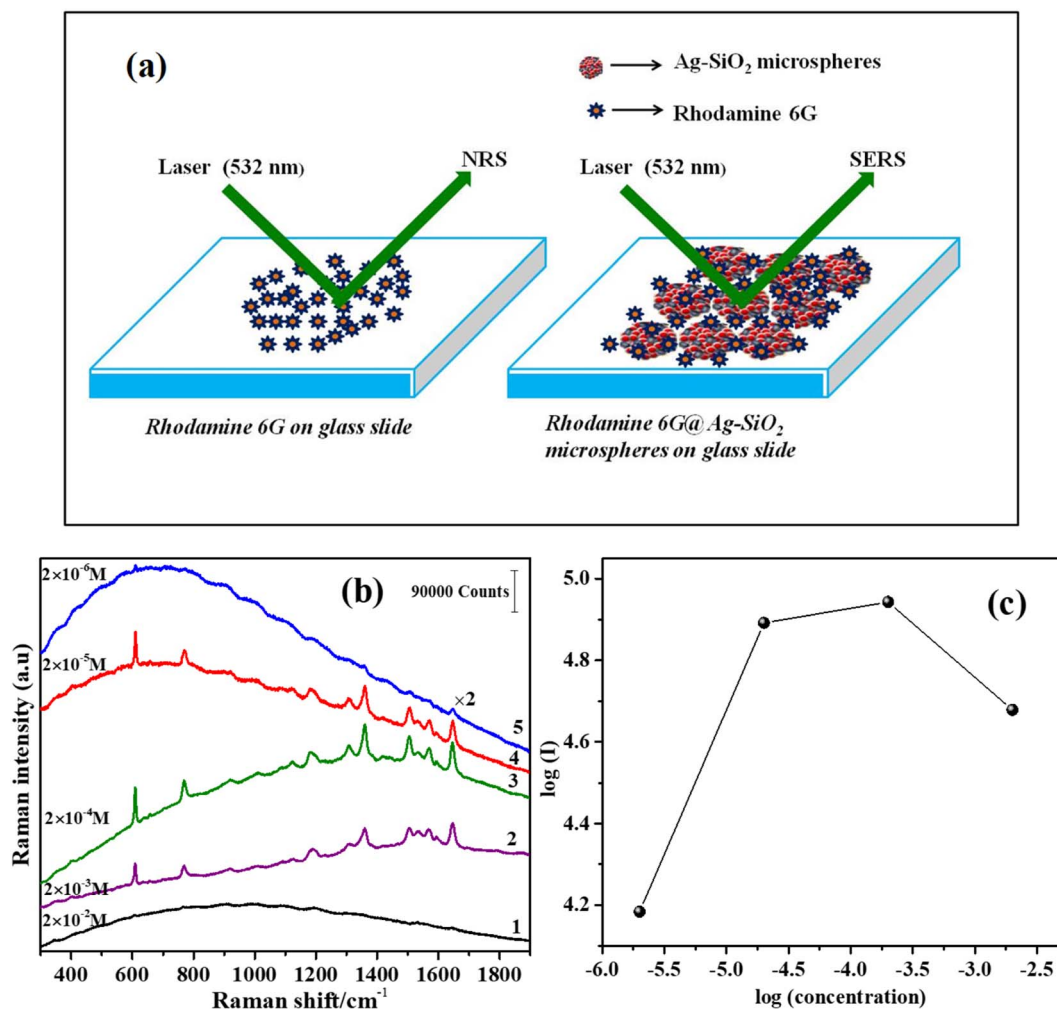 (a)
Ag-SiO₂ microspheres
Rhodamine 6G
Laser (532 nm)
NRS
Laser (532 nm)
SERS
Rhodamine 6G on glass slide
Rhodamine 6G@ Ag-SiO₂
microspheres on glass slide
(b)
90000 Counts
2×10⁻⁶M
2×10⁻⁵M
2×10⁻⁴M
2×10⁻³M
2×10⁻²M
×2
5
4
3
2
1
Raman intensity (a.u)
400 600 800 1000 1200 1400 1600 1800
Raman shift/cm⁻¹
(c)
5.0
4.8
4.6
4.4
4.2
log (I)
-6.0 -5.5 -5.0 -4.5 -4.0 -3.5 -3.0 -2.5
log (concentration)